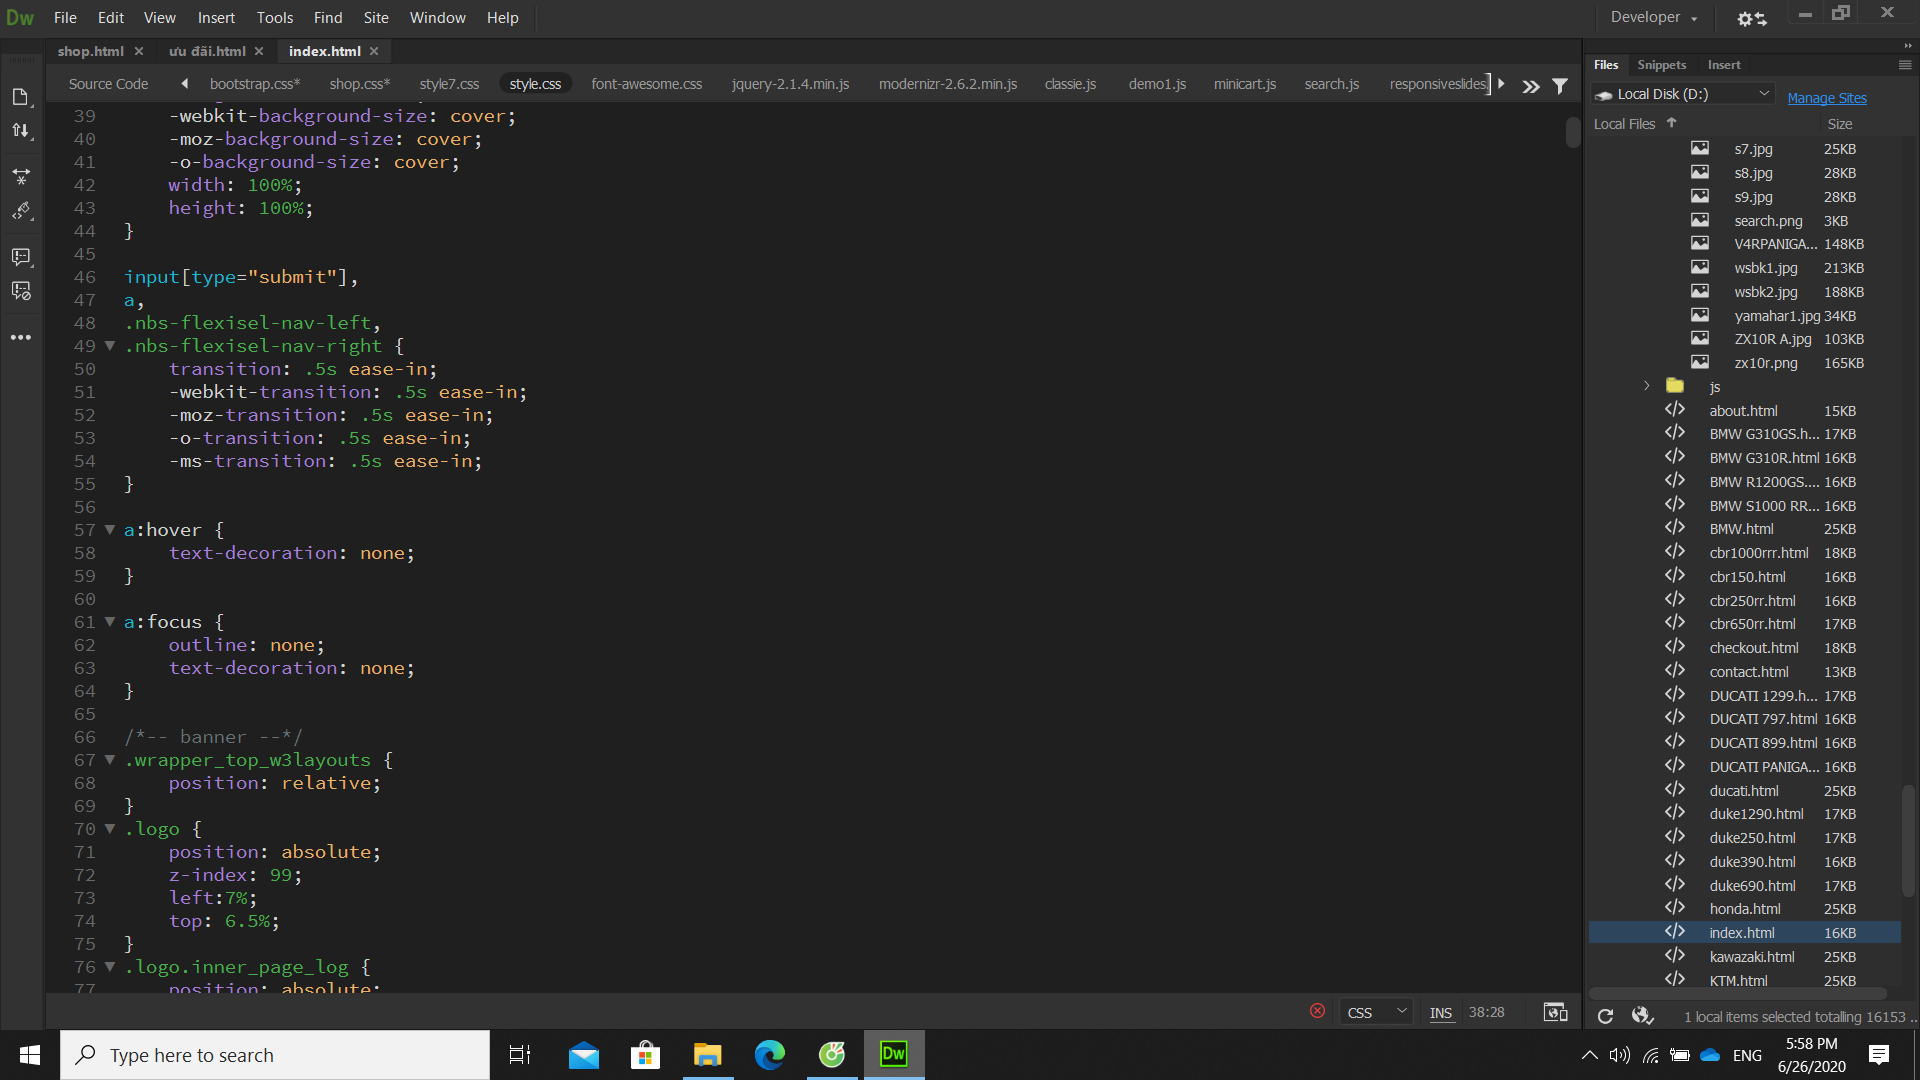 Dw File Edit View Insert Tools Find Site Window Help
Developer
shop.html ưu đãi.html index.html
Source Code bootstrap.css* shop.css* style7.css style.css font-awesome.css jquery-2.1.4.min.js modernizr-2.6.2.min.js classie.js demo1.js minicart.js search.js responsiveslides
39 -webkit-background-size: cover;
40 -moz-background-size: cover;
41 -o-background-size: cover;
42 width: 100%;
43 height: 100%;
44 }
45
46 input[type="submit"],
47 a,
48 .nbs-flexisel-nav-left,
49 .nbs-flexisel-nav-right {
50 transition: .5s ease-in;
51 -webkit-transition: .5s ease-in;
52 -moz-transition: .5s ease-in;
53 -o-transition: .5s ease-in;
54 -ms-transition: .5s ease-in;
55 }
56
57 a:hover {
58 text-decoration: none;
59 }
60
61 a:focus {
62 outline: none;
63 text-decoration: none;
64 }
65
66 /*-- banner --*/
67 .wrapper_top_w3layouts {
68 position: relative;
69 }
70 .logo {
71 position: absolute;
72 z-index: 99;
73 left:7%;
74 top: 6.5%;
75 }
76 .logo.inner_page_log {
77 position: absolute;
CSS INS 38:28
Files Snippets Insert
Local Disk (D:) Manage Sites
Local Files Size
s7.jpg 25KB
s8.jpg 28KB
s9.jpg 28KB
search.png 3KB
V4RPANIGA... 148KB
wsbk1.jpg 213KB
wsbk2.jpg 188KB
yamahar1.jpg 34KB
ZX10R A.jpg 103KB
zx10r.png 165KB
js
about.html 15KB
BMW G310GS.h... 17KB
BMW G310R.html 16KB
BMW R1200GS.... 16KB
BMW S1000 RR... 16KB
BMW.html 25KB
cbr1000rrr.html 18KB
cbr150.html 16KB
cbr250rr.html 16KB
cbr650rr.html 17KB
checkout.html 18KB
contact.html 13KB
DUCATI 1299.h... 17KB
DUCATI 797.html 16KB
DUCATI 899.html 16KB
DUCATI PANIGA... 16KB
ducati.html 25KB
duke1290.html 17KB
duke250.html 17KB
duke390.html 16KB
duke690.html 17KB
honda.html 25KB
index.html 16KB
kawazaki.html 25KB
KTM.html 25KB
1 local items selected totalling 16153 ..
Type here to search
Dw
ENG
5:58 PM
6/26/2020